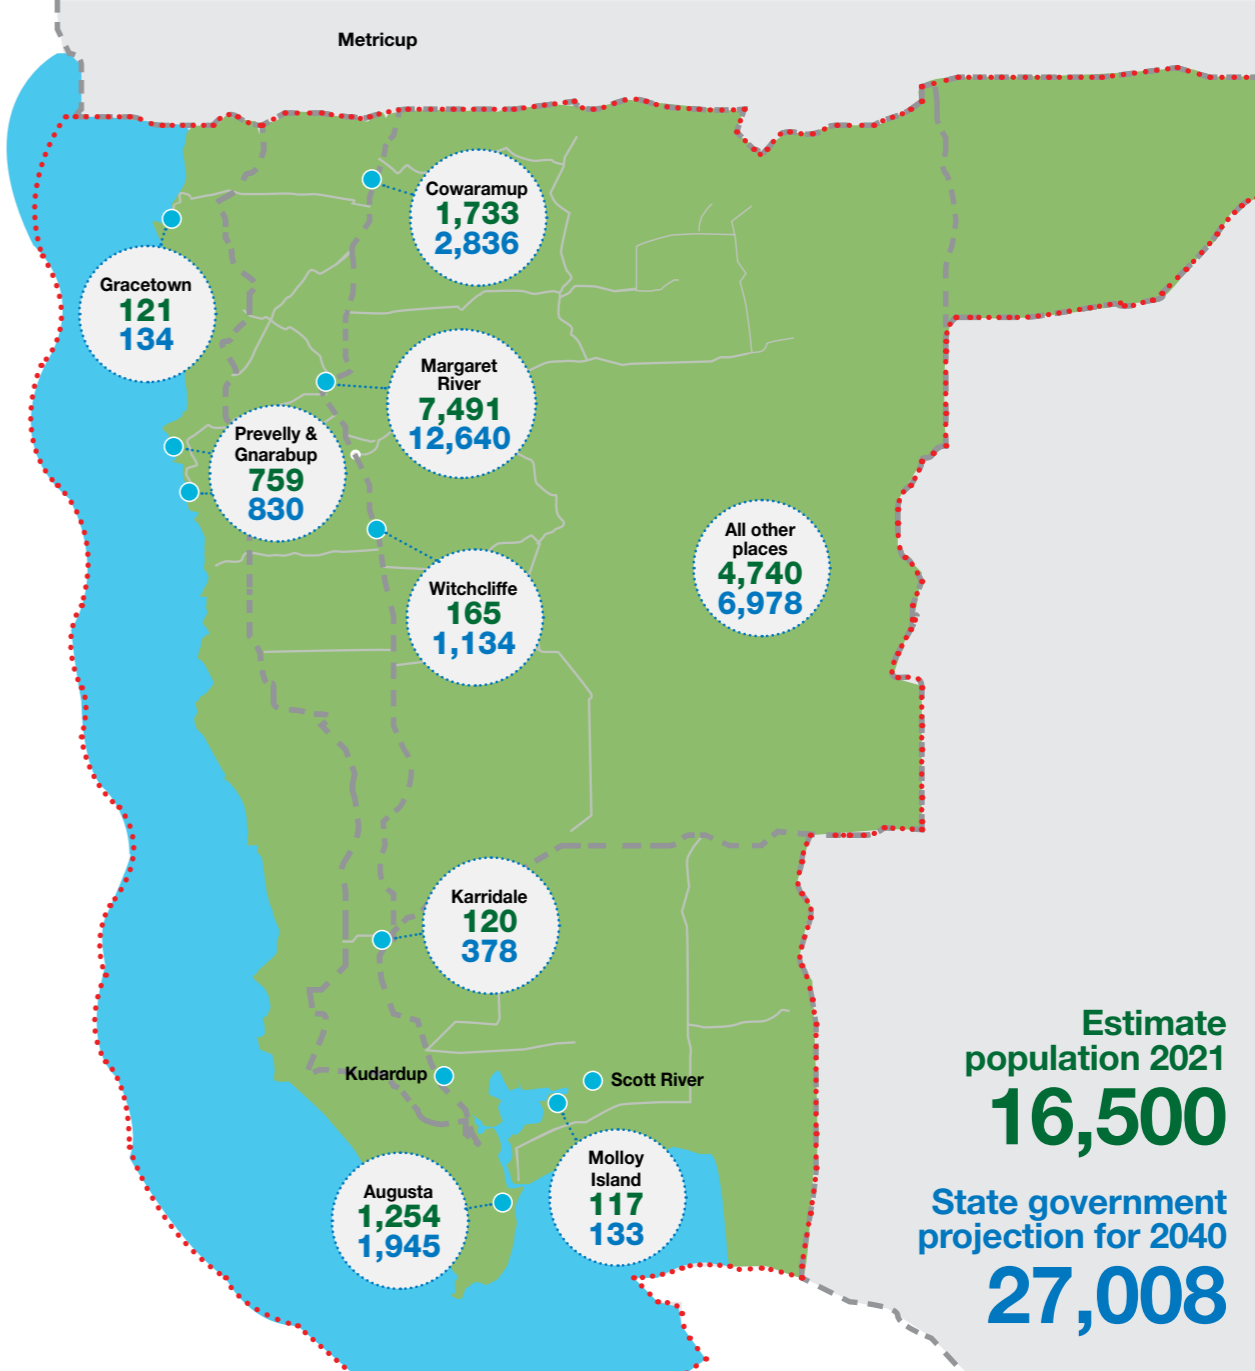 Metricup
Cowaramup
1,733
2,836
Gracetown
121
134
Margaret
River
7,491
12,640
Prevelly &
Gnarabup
759
830
All other
places
4,740
6,978
Witchcliffe
165
1,134
Karridale
120
378
Kudardup
Scott River
Molloy
Island
117
133
Augusta
1,254
1,945
Estimate
population 2021
16,500
State government
projection for 2040
27,008